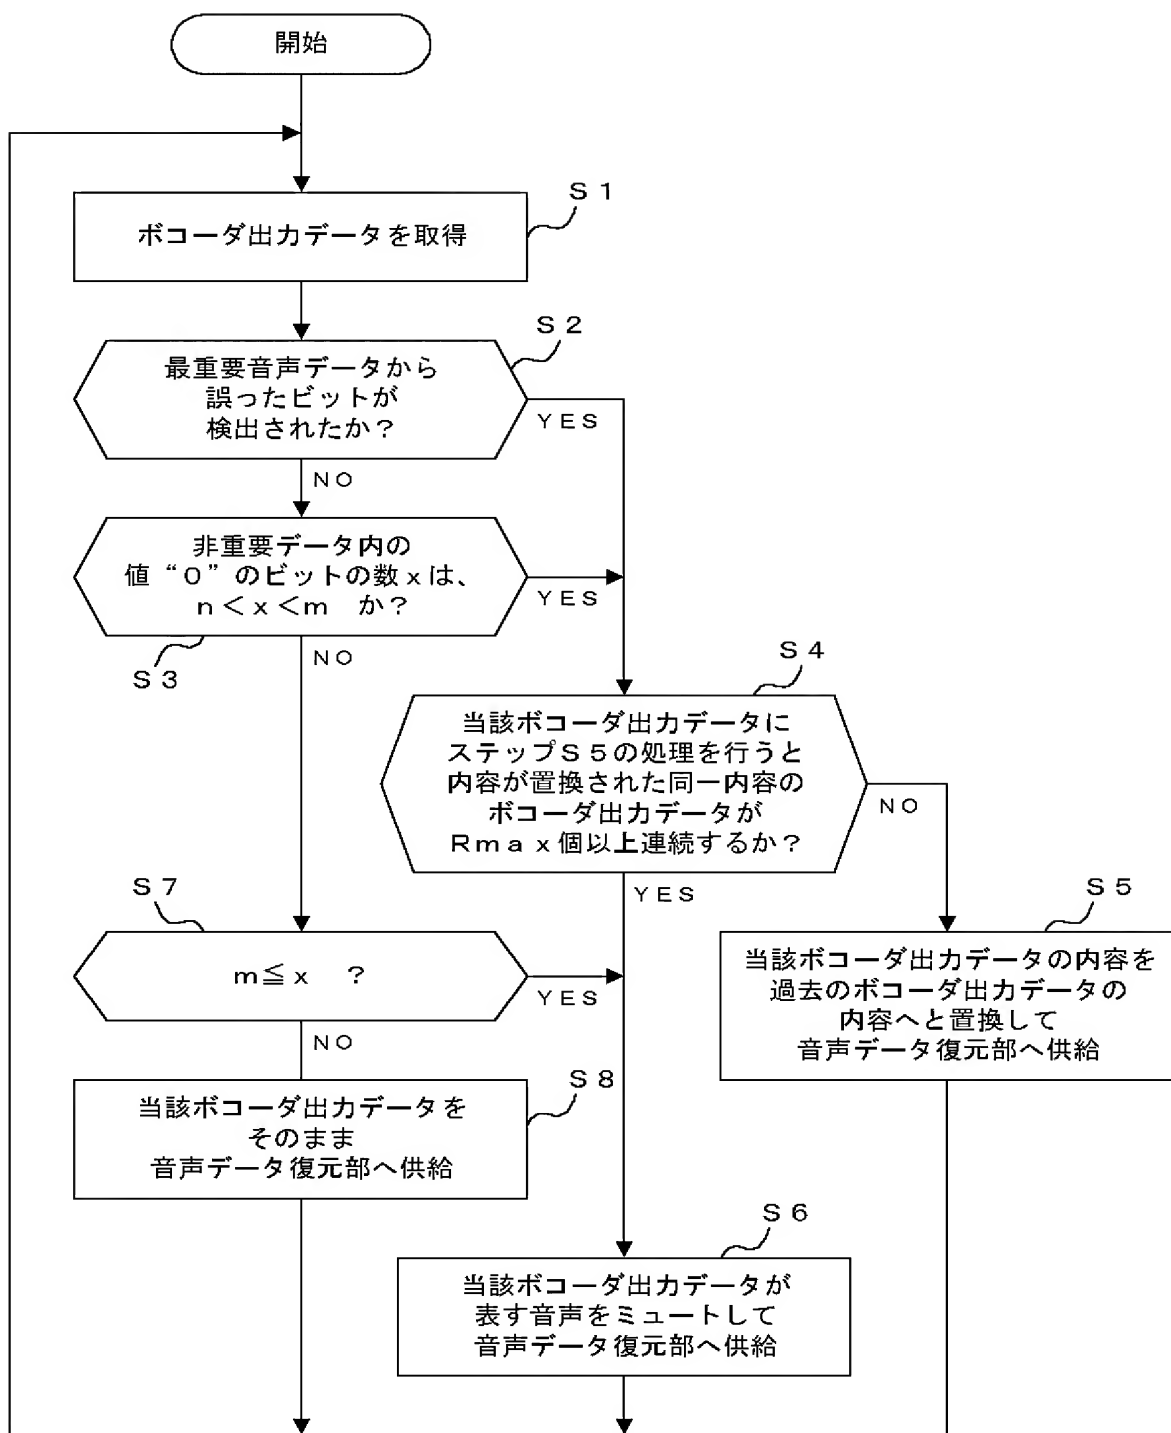 開始
S1
ボコーダ出力データを取得
S2
最重要音声データから
誤ったビットが
検出されたか？
YES
NO
非重要データ内の
値“０”のビットの数xは、
n＜x＜m か？
YES
S3
NO
S4
当該ボコーダ出力データに
ステップS5の処理を行うと
内容が置換された同一内容の
ボコーダ出力データが
Rmax個以上連続するか？
NO
YES
S7
m≦x ？
YES
NO
S5
当該ボコーダ出力データの内容を
過去のボコーダ出力データの
内容へと置換して
音声データ復元部へ供給
S8
当該ボコーダ出力データを
そのまま
音声データ復元部へ供給
S6
当該ボコーダ出力データが
表す音声をミュートして
音声データ復元部へ供給